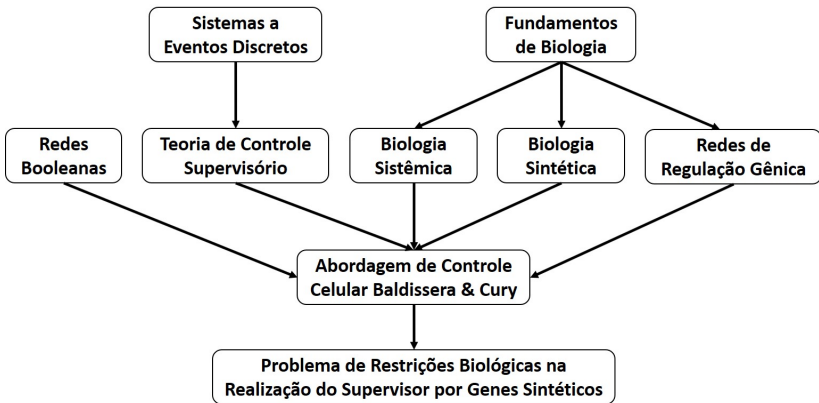 Sistemas a
Eventos Discretos
Fundamentos
de Biologia
Redes
Booleanas
Teoria de Controle
Supervisório
Biologia
Sistêmica
Biologia
Sintética
Redes de
Regulação Gênica
Abordagem de Controle
Celular Baldissera & Cury
Problema de Restrições Biológicas na
Realização do Supervisor por Genes Sintéticos